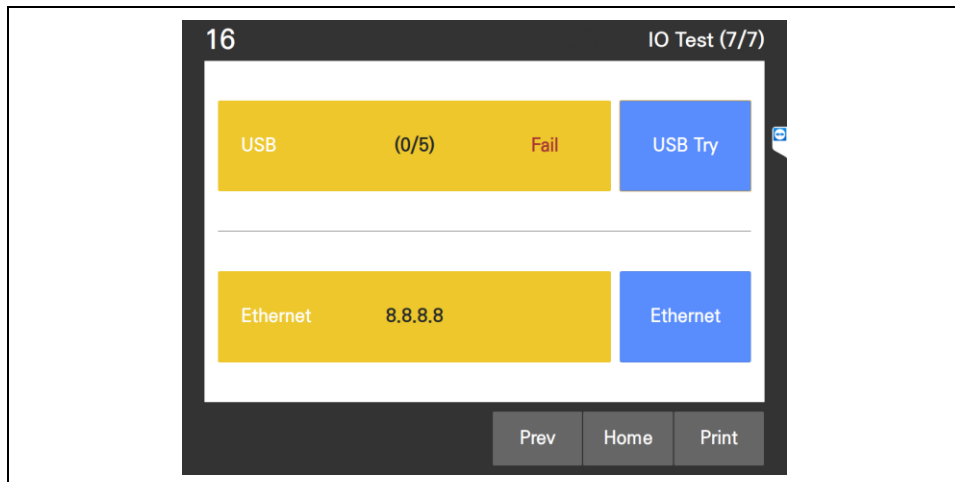 16 IO Test (7/7)
USB (0/5) Fail USB Try
Ethernet 8.8.8.8 Ethernet
Prev Home Print